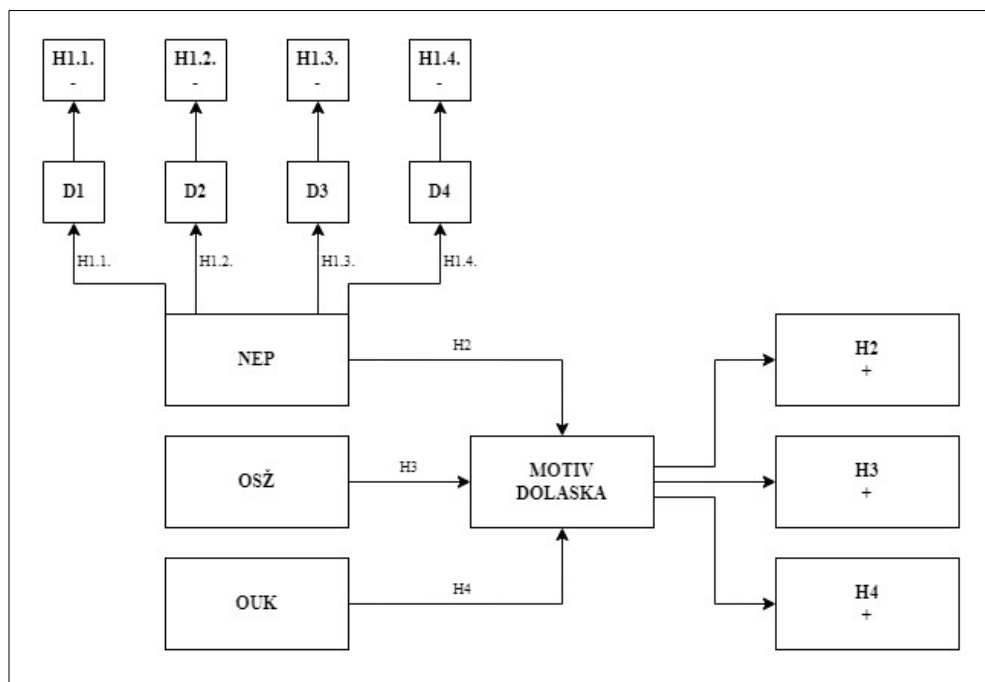 H1.1.
-
H1.2.
-
H1.3.
-
H1.4.
-
D1
D2
D3
D4
H1.1.
H1.2.
H1.3.
H1.4.
NEP
H2
H2
+
OSŽ
H3
MOTIV
DOLASKA
H3
+
OUK
H4
H4
+